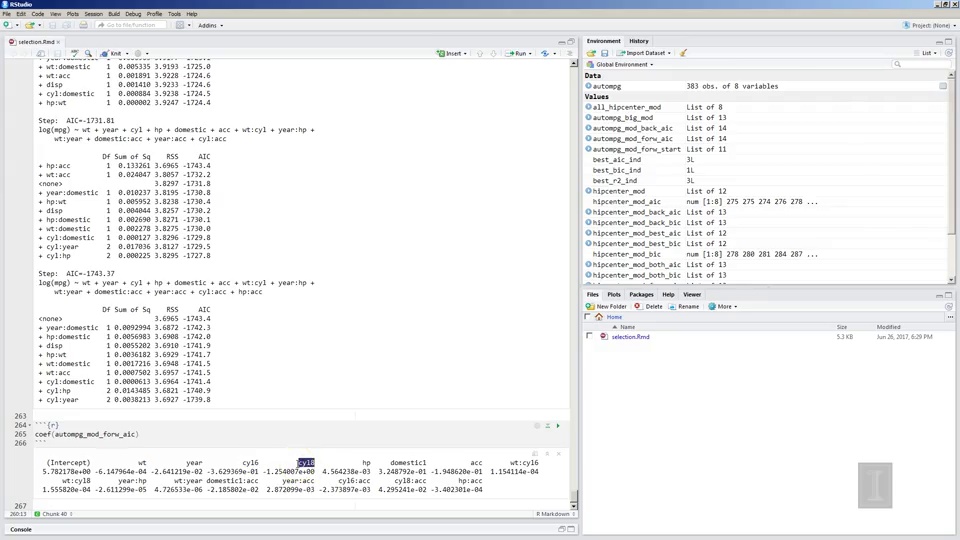 RStudio
File Edit Code View Plots Session Build Debug Profile Tools Help
Go to file/function Addins
Project: (None)
selection.Rmd
ABC Knit Insert Run
+ wt:domestic 1 0.005335 3.9193 -1725.0
+ wt:acc 1 0.001891 3.9228 -1724.6
+ disp 1 0.001410 3.9233 -1724.6
+ cyl:domestic 1 0.000884 3.9238 -1724.5
+ hp:wt 1 0.000002 3.9247 -1724.4
Step: AIC=-1731.81
log(mpg) ~ wt + year + cyl + hp + domestic + acc + wt:cyl + year:hp +
wt:year + domestic:acc + year:acc + cyl:acc
Df Sum of Sq RSS AIC
+ hp:acc 1 0.133261 3.6965 -1743.4
+ wt:acc 1 0.024047 3.8057 -1732.2
<none> 3.8297 -1731.8
+ year:domestic 1 0.010237 3.8195 -1730.8
+ hp:wt 1 0.005952 3.8238 -1730.4
+ disp 1 0.004044 3.8257 -1730.2
+ hp:domestic 1 0.002690 3.8271 -1730.1
+ wt:domestic 1 0.002278 3.8275 -1730.0
+ cyl:domestic 1 0.000127 3.8296 -1729.8
+ cyl:year 2 0.017036 3.8127 -1729.5
+ cyl:hp 2 0.000225 3.8295 -1727.8
Step: AIC=-1743.37
log(mpg) ~ wt + year + cyl + hp + domestic + acc + wt:cyl + year:hp +
wt:year + domestic:acc + year:acc + cyl:acc + hp:acc
Df Sum of Sq RSS AIC
<none> 3.6965 -1743.4
+ year:domestic 1 0.0092994 3.6872 -1742.3
+ hp:domestic 1 0.0056983 3.6908 -1742.0
+ disp 1 0.0055202 3.6910 -1741.9
+ hp:wt 1 0.0036182 3.6929 -1741.7
+ wt:domestic 1 0.0017216 3.6948 -1741.5
+ wt:acc 1 0.0007502 3.6957 -1741.5
+ cyl:domestic 1 0.0000613 3.6964 -1741.4
+ cyl:hp 2 0.0143485 3.6821 -1740.9
+ cyl:year 2 0.0038213 3.6927 -1739.8
263
264 ```{r}
265 coef(autompg_mod_forw_aic)
266 ```
(Intercept) wt year cyl6 cyl8 hp domestic1 acc wt:cyl6
5.782178e+00 -6.147964e-04 -2.641219e-02 -3.629369e-01 -1.254007e+00 4.564238e-03 3.248792e-01 -1.948620e-01 1.154114e-04
wt:cyl8 year:hp wt:year domestic1:acc year:acc cyl6:acc cyl8:acc hp:acc
1.555820e-04 -2.611299e-05 4.726533e-06 -2.185802e-02 2.872099e-03 -2.373897e-03 4.295241e-02 -3.402301e-04
267
260:13 Chunk 40 R Markdown
Console
Environment History
Import Dataset List
Global Environment
Data
autompg 383 obs. of 8 variables
Values
all_hipcenter_mod List of 8
autompg_big_mod List of 13
autompg_mod_back_aic List of 14
autompg_mod_forw_aic List of 14
autompg_mod_forw_start List of 11
best_aic_ind 3L
best_bic_ind 1L
best_r2_ind 3L
hipcenter_mod List of 12
hipcenter_mod_aic num [1:8] 275 275 274 276 278 ...
hipcenter_mod_back_aic List of 13
hipcenter_mod_back_bic List of 13
hipcenter_mod_best_aic List of 12
hipcenter_mod_best_bic List of 12
hipcenter_mod_bic num [1:8] 278 280 281 284 287 ...
hipcenter_mod_both_aic List of 13
hipcenter_mod_both_bic List of 13
Files Plots Packages Help Viewer
New Folder Delete Rename More
Home
Name Size Modified
selection.Rmd 5.3 KB Jun 26, 2017, 6:29 PM